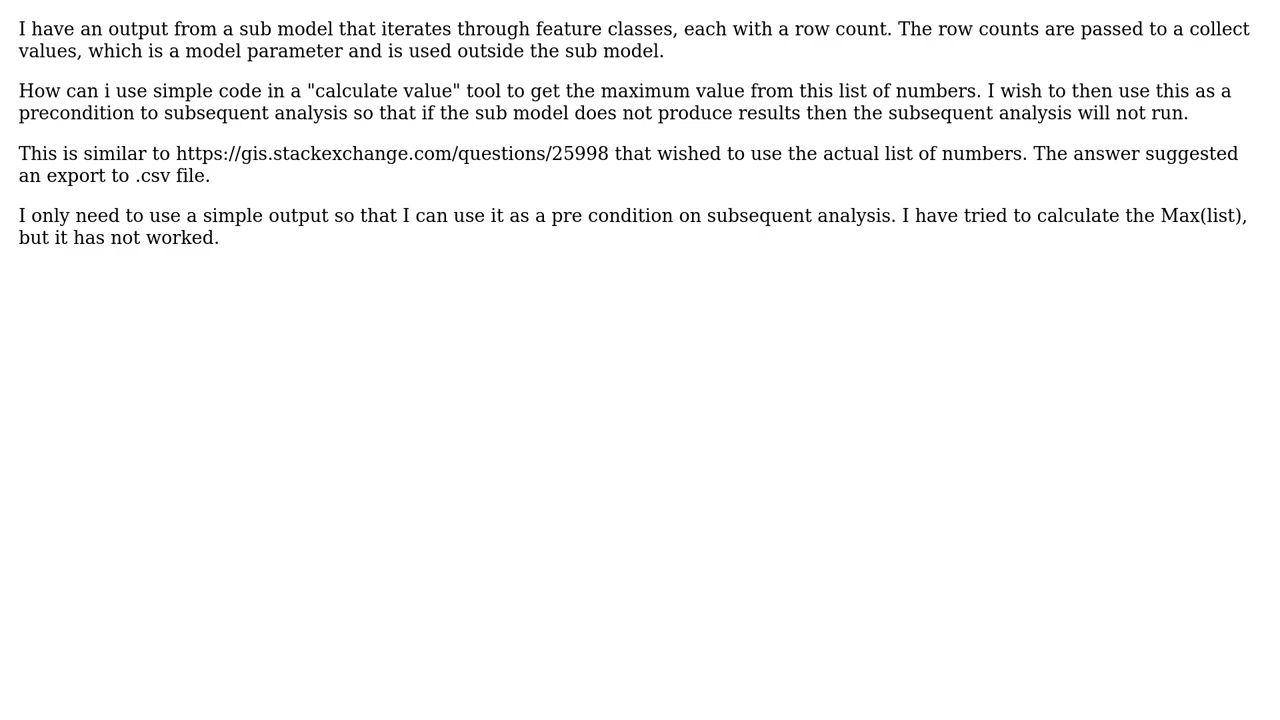 I have an output from a sub model that iterates through feature classes, each with a row count. The row counts are passed to a collect
values, which is a model parameter and is used outside the sub model.
How can i use simple code in a "calculate value" tool to get the maximum value from this list of numbers. I wish to then use this as a
precondition to subsequent analysis so that if the sub model does not produce results then the subsequent analysis will not run.
This is similar to https://gis.stackexchange.com/questions/25998 that wished to use the actual list of numbers. The answer suggested
an export to .csv file.
I only need to use a simple output so that I can use it as a pre condition on subsequent analysis. I have tried to calculate the Max(list),
but it has not worked.